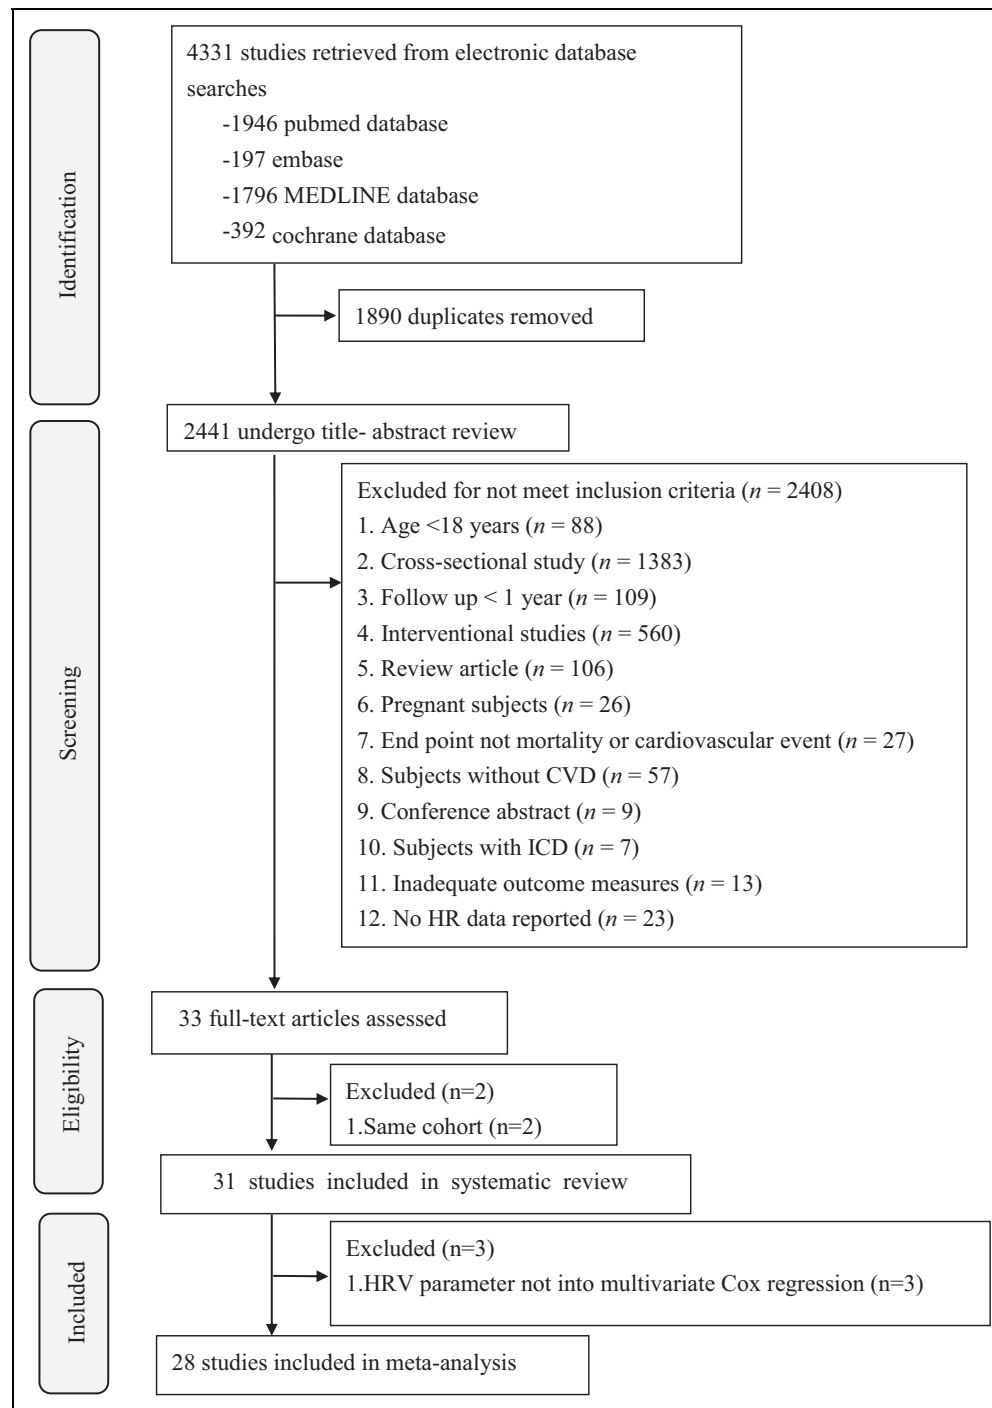 Identification
4331 studies retrieved from electronic database
searches
-1946 pubmed database
-197 embase
-1796 MEDLINE database
-392 cochrane database
1890 duplicates removed
Screening
2441 undergo title- abstract review
Excluded for not meet inclusion criteria (n = 2408)
1. Age <18 years (n = 88)
2. Cross-sectional study (n = 1383)
3. Follow up < 1 year (n = 109)
4. Interventional studies (n = 560)
5. Review article (n = 106)
6. Pregnant subjects (n = 26)
7. End point not mortality or cardiovascular event (n = 27)
8. Subjects without CVD (n = 57)
9. Conference abstract (n = 9)
10. Subjects with ICD (n = 7)
11. Inadequate outcome measures (n = 13)
12. No HR data reported (n = 23)
Eligibility
33 full-text articles assessed
Excluded (n=2)
1.Same cohort (n=2)
31 studies included in systematic review
Included
Excluded (n=3)
1.HRV parameter not into multivariate Cox regression (n=3)
28 studies included in meta-analysis